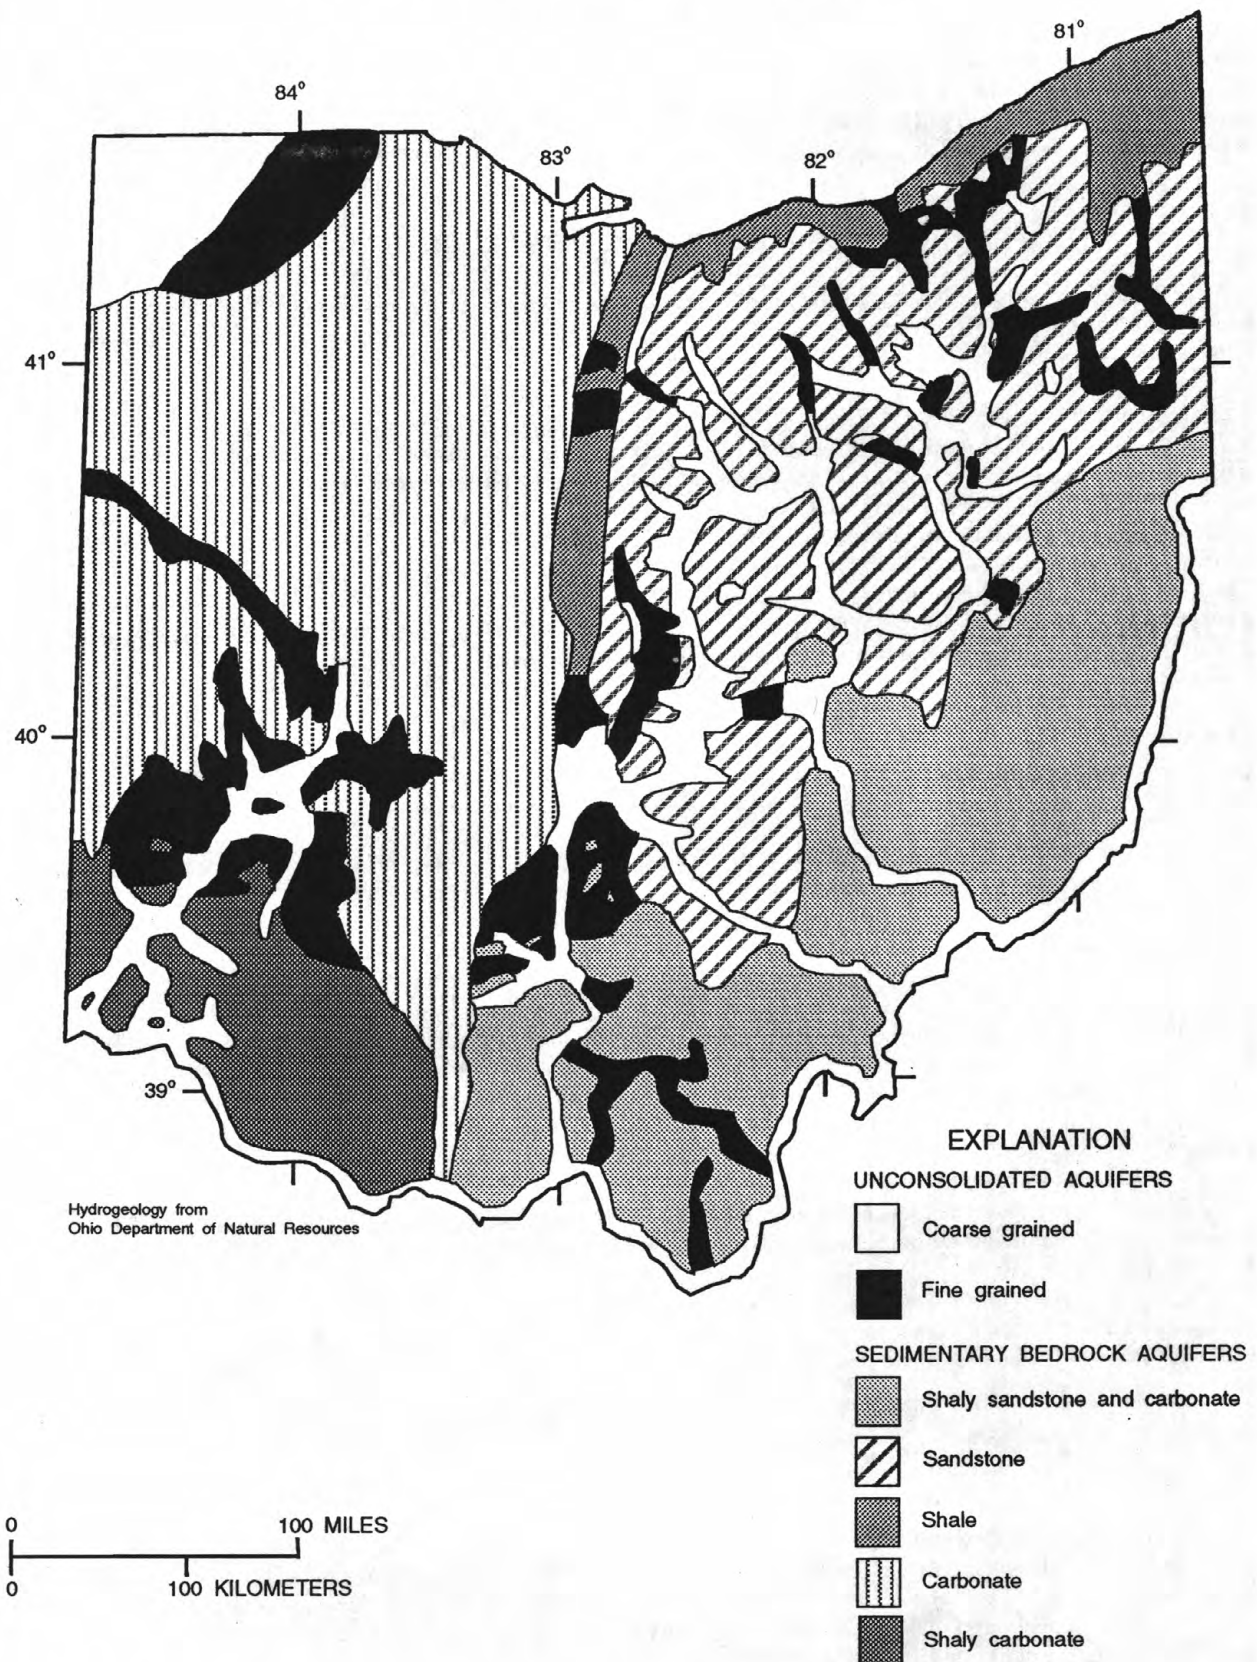 81°
84°
83°
82°
41°
40°
39°
Hydrogeology from
Ohio Department of Natural Resources
EXPLANATION
UNCONSOLIDATED AQUIFERS
Coarse grained
Fine grained
SEDIMENTARY BEDROCK AQUIFERS
Shaly sandstone and carbonate
Sandstone
Shale
Carbonate
Shaly carbonate
0 100 MILES
0 100 KILOMETERS